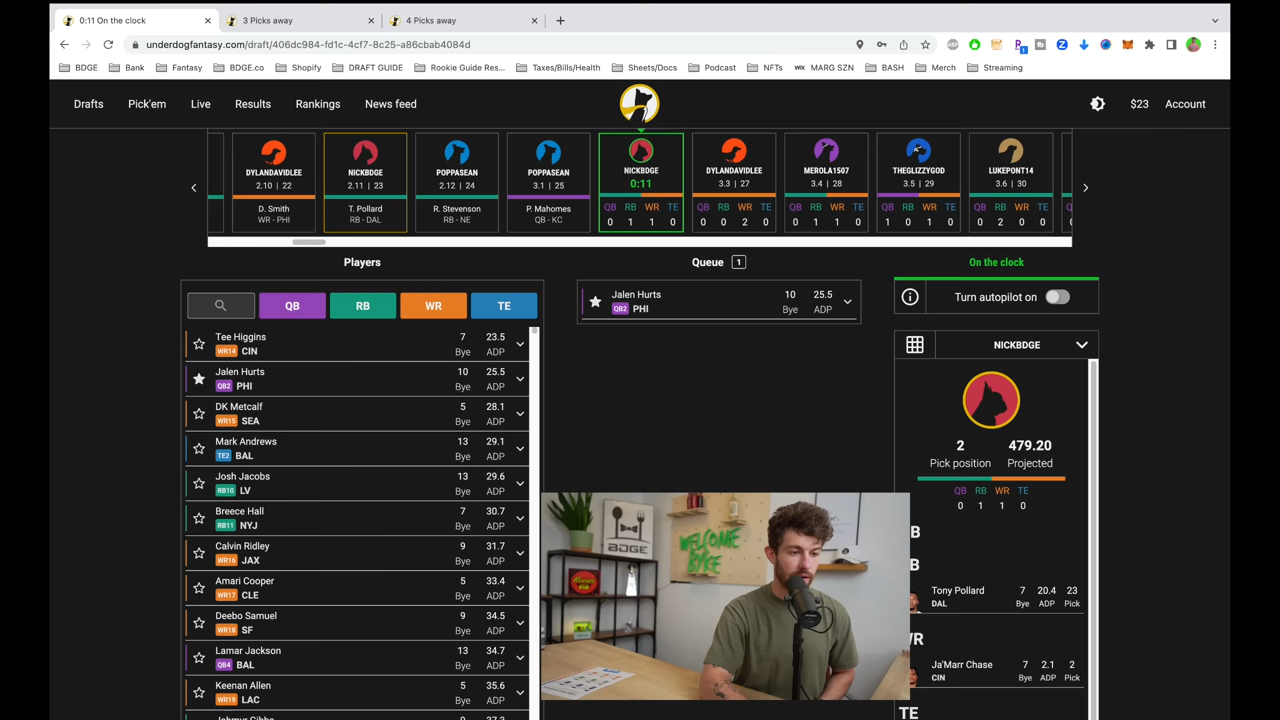 0:11 On the clock
3 Picks away
4 Picks away
underdogfantasy.com/draft/406dc984-fd1c-4cf7-8c25-a86cbab4084d
BDGE
Bank
Fantasy
BDGE.co
Shopify
DRAFT GUIDE
Rookie Guide Res...
Taxes/Bills/Health
Sheets/Docs
Podcast
NFTs
WIX MARG SZN
BASH
Merch
Streaming
Drafts
Pick'em
Live
Results
Rankings
News feed
$23
Account
DYLANDAVIDLEE
2.10 | 22
D. Smith
WR - PHI
NICKBDGE
2.11 | 23
T. Pollard
RB - DAL
POPPASEAN
2.12 | 24
R. Stevenson
RB - NE
POPPASEAN
3.1 | 25
P. Mahomes
QB - KC
NICKBDGE
0:11
QB RB WR TE
0 1 1 0
DYLANDAVIDLEE
3.3 | 27
QB RB WR TE
0 0 2 0
MEROLA1507
3.4 | 28
QB RB WR TE
0 1 1 0
THEGLIZZYGOD
3.5 | 29
QB RB WR TE
1 0 1 0
LUKEPONT14
3.6 | 30
QB RB WR TE
0 2 0 0
Players
QB
RB
WR
TE
Tee Higgins 7 23.5
WR14 CIN Bye ADP
Jalen Hurts 10 25.5
QB2 PHI Bye ADP
DK Metcalf 5 28.1
WR15 SEA Bye ADP
Mark Andrews 13 29.1
TE2 BAL Bye ADP
Josh Jacobs 13 29.6
RB10 LV Bye ADP
Breece Hall 7 30.7
RB11 NYJ Bye ADP
Calvin Ridley 9 31.7
WR16 JAX Bye ADP
Amari Cooper 5 33.4
WR17 CLE Bye ADP
Deebo Samuel 9 34.5
WR18 SF Bye ADP
Lamar Jackson 13 34.7
QB4 BAL Bye ADP
Keenan Allen 5 35.6
WR19 LAC Bye ADP
Queue 1
Jalen Hurts 10 25.5
QB2 PHI Bye ADP
On the clock
Turn autopilot on
NICKBDGE
2 479.20
Pick position Projected
QB RB WR TE
0 1 1 0
Tony Pollard 7 20.4 23
DAL Bye ADP Pick
WR
Ja'Marr Chase 7 2.1 2
CIN Bye ADP Pick
TE
BDGE
WELCOME
BYKE